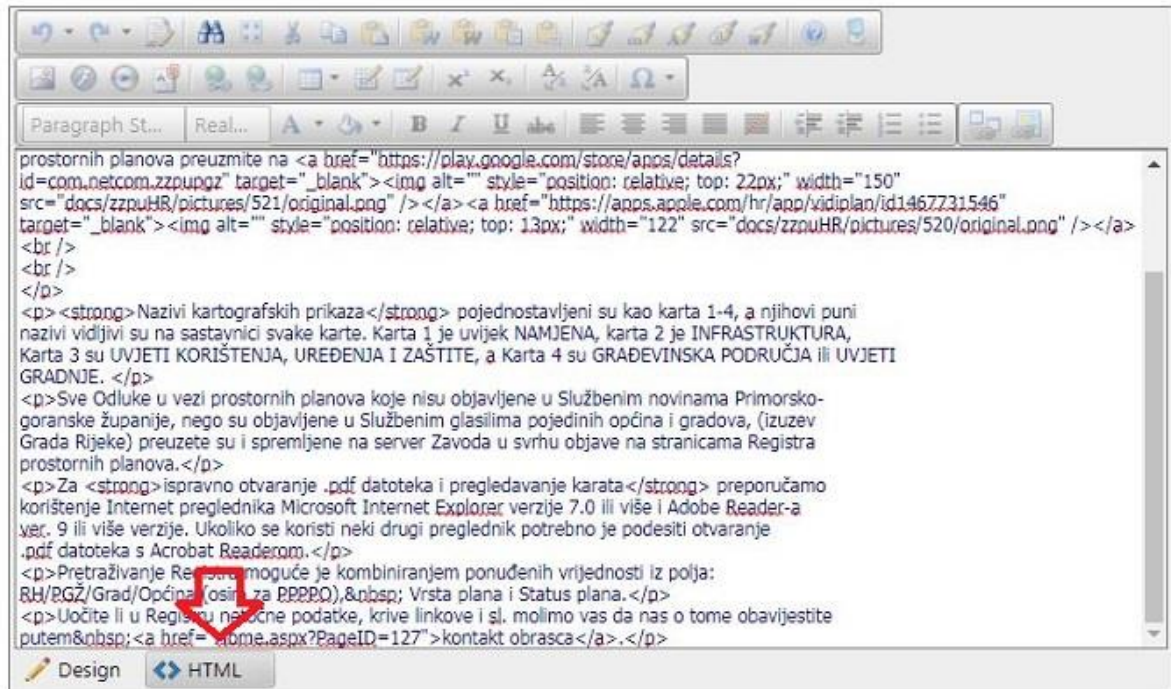 Paragraph St... Real... A B I U abc
prostornih planova preuzmite na <a href="https://play.google.com/store/apps/details?
id=com.netcom.zzpupgz" target="_blank"><img alt="" style="position: relative; top: 22px;" width="150"
src="docs/zzpuHR/pictures/521/original.png" /></a><a href="https://apps.apple.com/hr/app/vidiplan/id1467731546"
target="_blank"><img alt="" style="position: relative; top: 13px;" width="122" src="docs/zzpuHR/pictures/520/original.png" /></a>
<br />
<br />
</p>
<p> <strong>Nazivi kartografskih prikaza</strong> pojednostavljeni su kao karta 1-4, a njihovi puni
nazivi vidljivi su na sastavnici svake karte. Karta 1 je uvijek NAMJENA, karta 2 je INFRASTRUKTURA,
Karta 3 su UVJETI KORIŠTENJA, UREĐENJA I ZAŠTITE, a Karta 4 su GRAĐEVINSKA PODRUČJA ili UVJETI
GRADNJE. </p>
<p>Sve Odluke u vezi prostornih planova koje nisu objavljene u Službenim novinama Primorsko-
goranske županije, nego su objavljene u Službenim glasilima pojedinih općina i gradova, (izuzev
Grada Rijeke) preuzete su i spremljene na server Zavoda u svrhu objave na stranicama Registra
prostornih planova.</p>
<p>Za <strong>ispravno otvaranje .pdf datoteka i pregledavanje karata</strong> preporučamo
korištenje Internet preglednika Microsoft Internet Explorer verzije 7.0 ili više i Adobe Reader-a
ver. 9 ili više verzije. Ukoliko se koristi neki drugi preglednik potrebno je podesiti otvaranje
.pdf datoteka s Acrobat Readerom.</p>
<p>Pretraživanje Registra moguće je kombiniranjem ponuđenih vrijednosti iz polja:
RH/PGŽ/Grad/Općina (osim za PPPPO),&nbsp; Vrsta plana i Status plana.</p>
<p>Uočite li u Registru netočne podatke, krive linkove i sl. molimo vas da nas o tome obavijestite
putem&nbsp;<a href="home.aspx?PageID=127">kontakt obrasca</a>.</p>
Design HTML